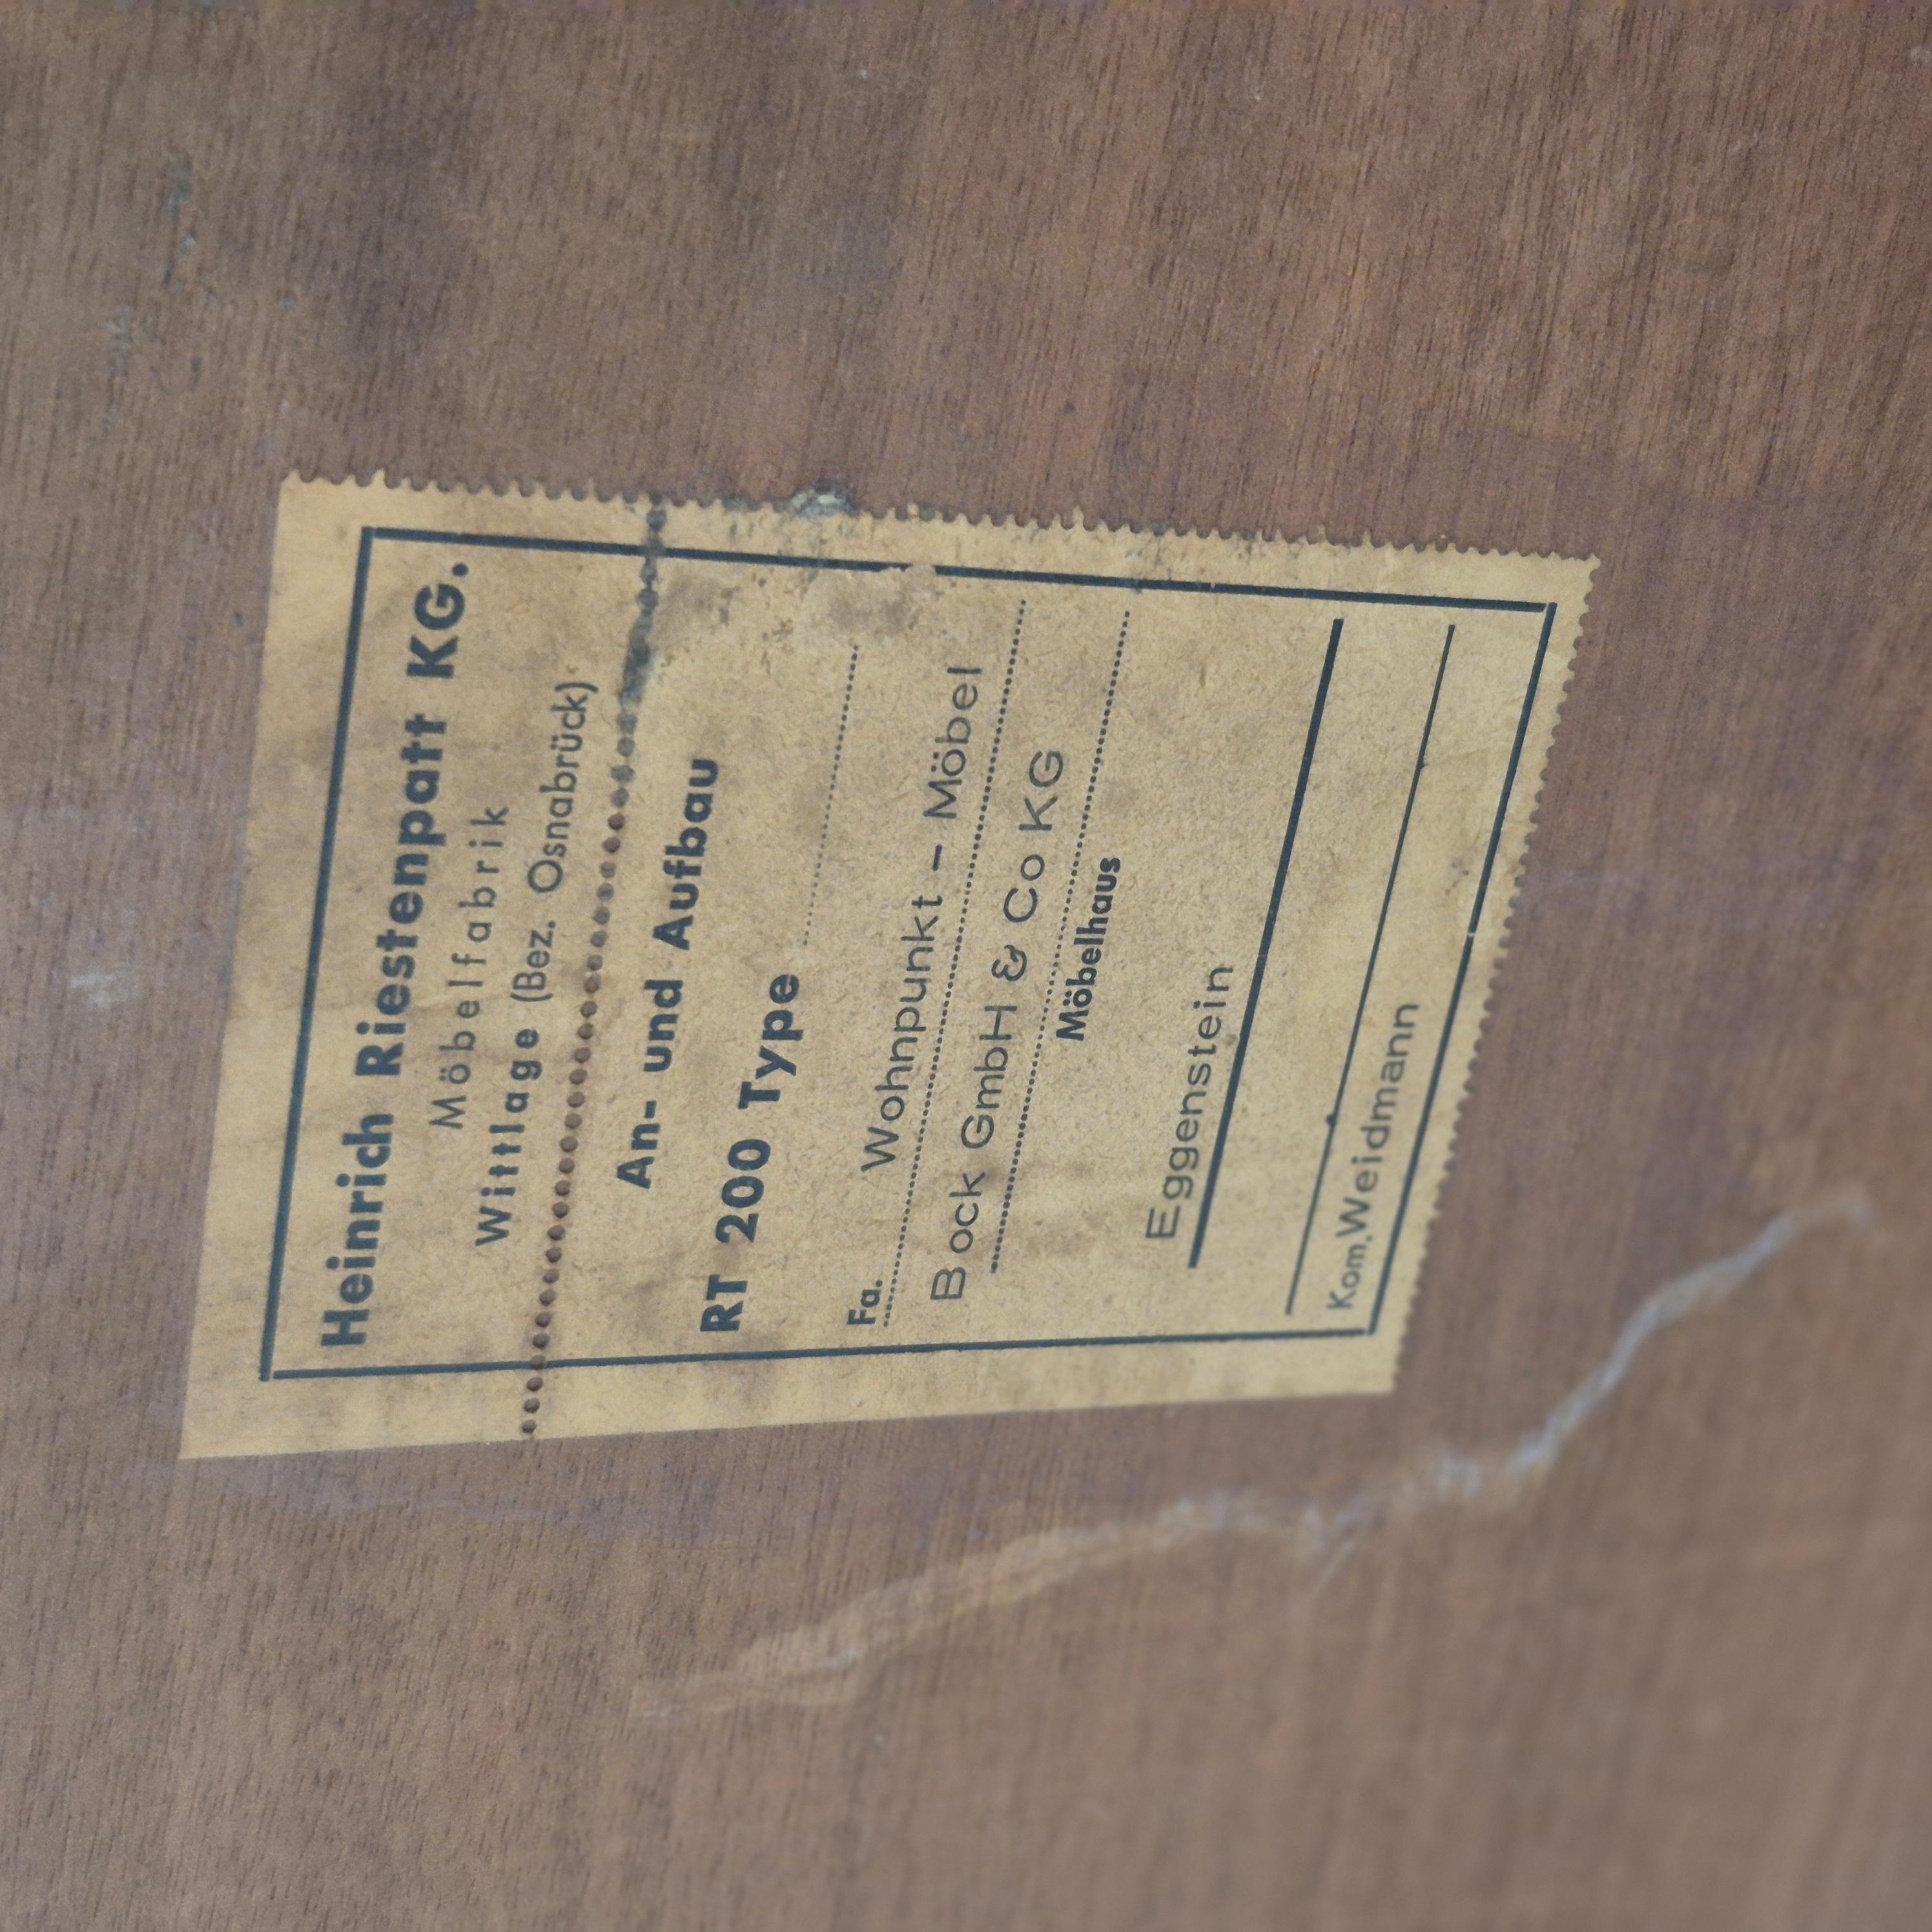 Heinrich Riestenpatt KG.
Möbelfabrik
Wittlage (Bez. Osnabrück)
An- und Aufbau
RT 200 Type
Fa. Wohnpunkt - Möbel
Bock GmbH & Co KG
Möbelhaus
Eggenstein
Kom. Weidmann